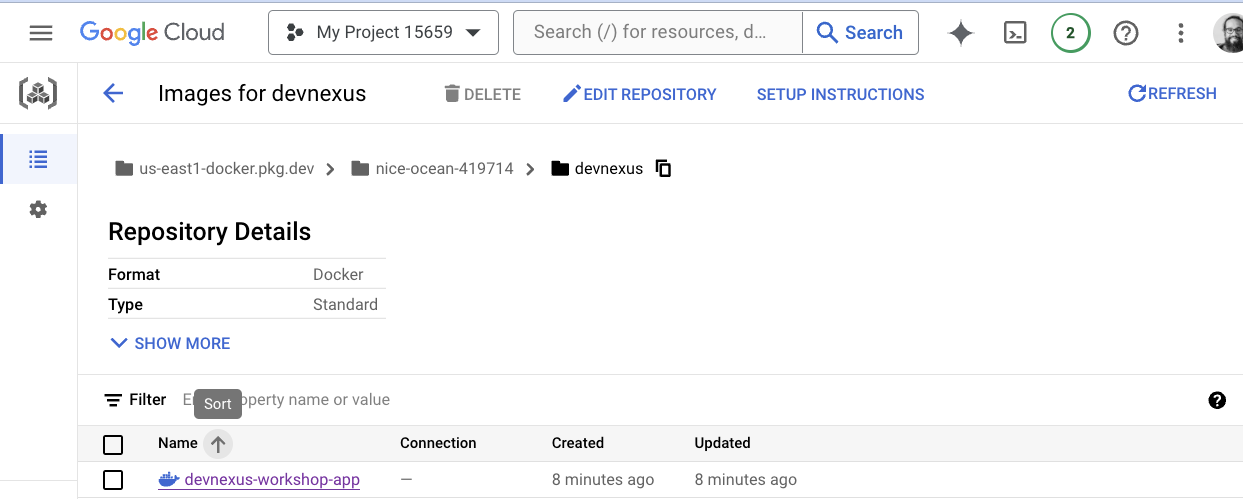 Google Cloud My Project 15659 Search (/) for resources, d... Search 2
Images for devnexus DELETE EDIT REPOSITORY SETUP INSTRUCTIONS REFRESH
us-east1-docker.pkg.dev nice-ocean-419714 devnexus
Repository Details
Format Docker
Type Standard
SHOW MORE
Filter operty name or value
Sort
Name Connection Created Updated
devnexus-workshop-app — 8 minutes ago 8 minutes ago